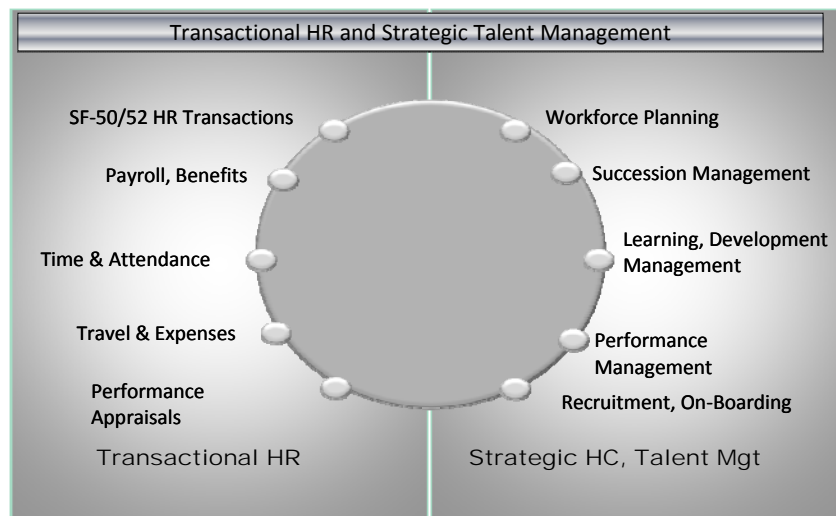 Transactional HR and Strategic Talent Management
SF-50/52 HR Transactions
Payroll, Benefits
Time & Attendance
Travel & Expenses
Performance
Appraisals
Transactional HR
Workforce Planning
Succession Management
Learning, Development
Management
Performance
Management
Recruitment, On-Boarding
Strategic HC, Talent Mgt